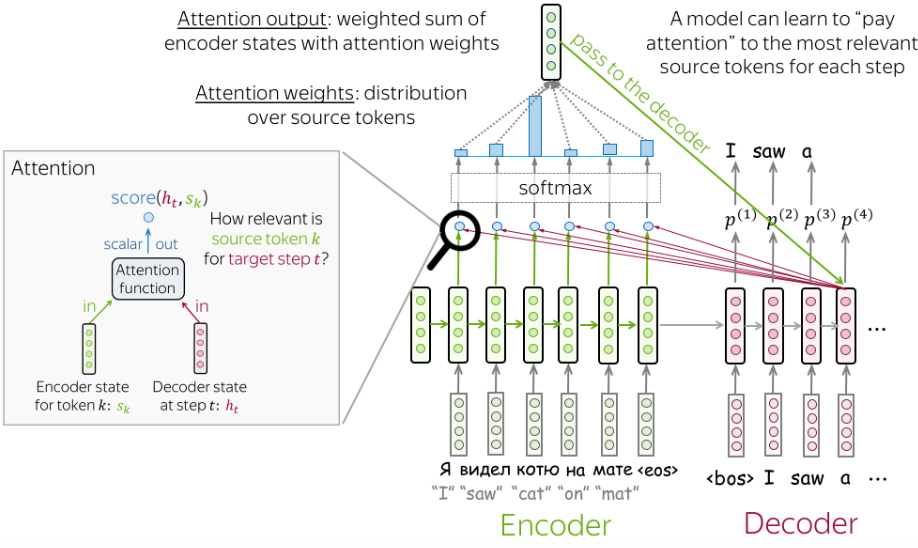 Attention output: weighted sum of
encoder states with attention weights
A model can learn to “pay
attention” to the most relevant
source tokens for each step
Attention weights: distribution
over source tokens
pass to the decoder
I saw a
softmax
p(1) p(2) p(3) p(4)
Attention
score(ht, sk)
How relevant is
source token k
for target step t?
scalar out
Attention
function
in in
Encoder state
for token k: sk
Decoder state
at step t: ht
...
Я видел котю на мате <eos>
“I” “saw” “cat” “on” “mat”
<bos> I saw a ...
Encoder
Decoder